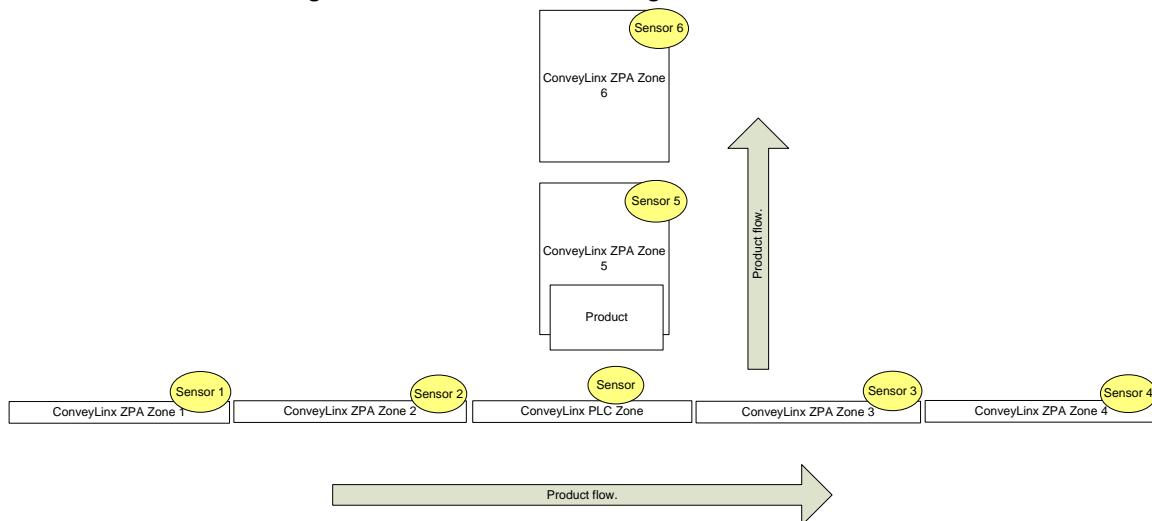 Sensor 6
ConveyLinx ZPA Zone
6
Sensor 5
ConveyLinx ZPA Zone
5
Product flow.
Product
Sensor 1
Sensor 2
Sensor
Sensor 3
Sensor 4
ConveyLinx ZPA Zone 1
ConveyLinx ZPA Zone 2
ConveyLinx PLC Zone
ConveyLinx ZPA Zone 3
ConveyLinx ZPA Zone 4
Product flow.